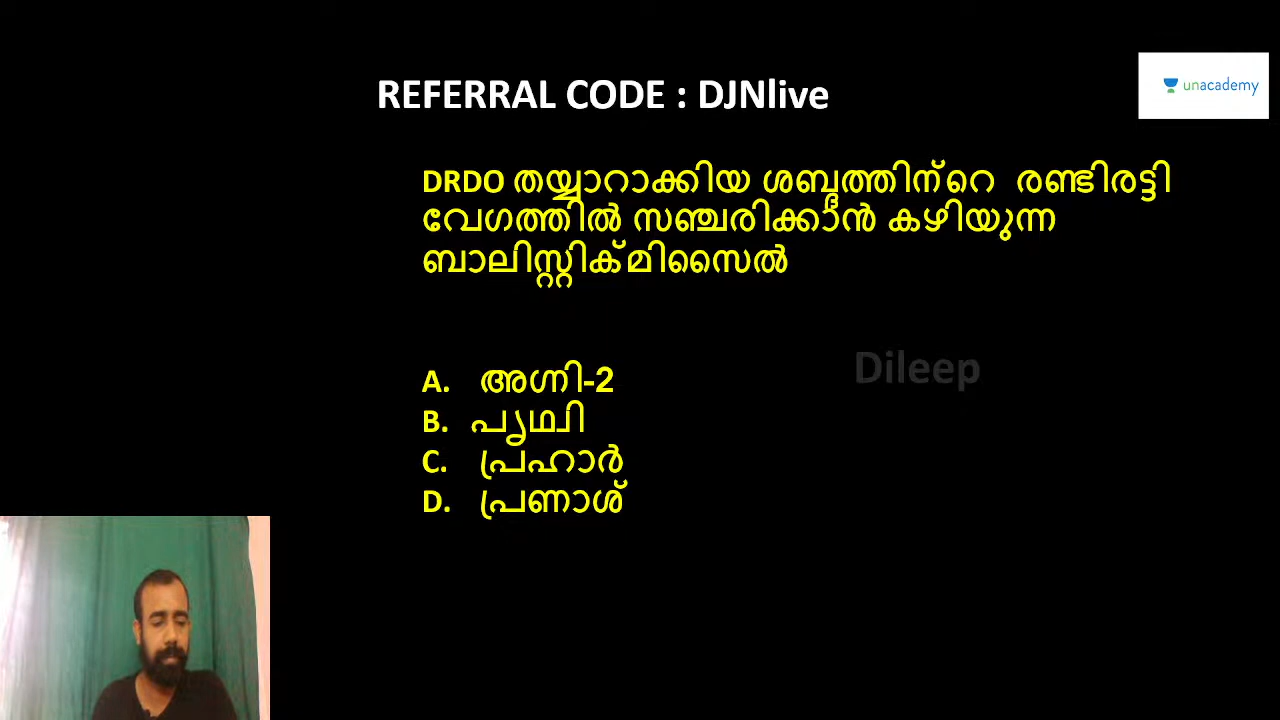 REFERRAL CODE : DJNlive
unacademy
DRDO തയ്യാറാക്കിയ ശബ്ദത്തിന്റെ രണ്ടിരട്ടി
വേഗത്തിൽ സഞ്ചരിക്കാൻ കഴിയുന്ന
ബാലിസ്റ്റിക് മിസൈൽ
Dileep
A. അഗ്നി-2
B. പൃഥ്വി
C. പ്രഹാർ
D. പ്രണാശ്